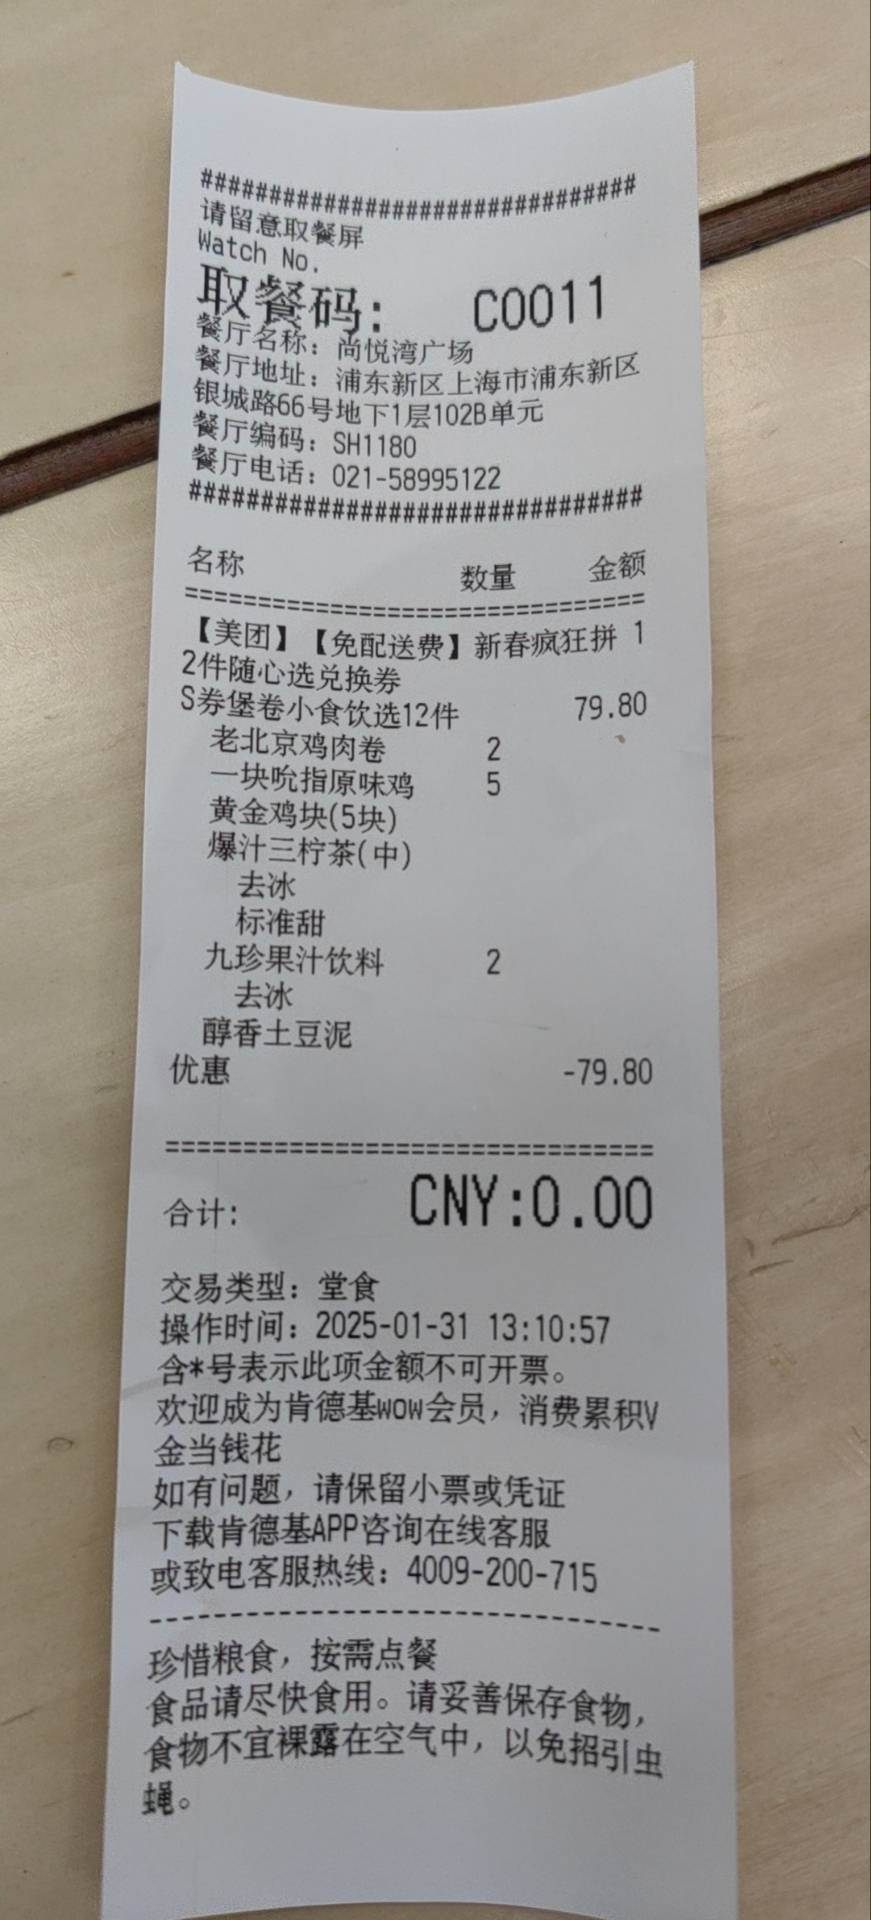 ##############################
请留意取餐屏
Watch No.
取餐码: C0011
餐厅名称: 尚悦湾广场
餐厅地址: 浦东新区上海市浦东新区
银城路66号地下1层102B单元
餐厅编码: SH1180
餐厅电话: 021-58995122
##############################
名称 数量 金额
==============================
【美团】【免配送费】新春疯狂拼 1
2件随心选兑换券
S券堡卷小食饮选12件 79.80
老北京鸡肉卷 2
一块吮指原味鸡 5
黄金鸡块(5块)
爆汁三柠茶(中)
去冰
标准甜
九珍果汁饮料 2
去冰
醇香土豆泥
优惠 -79.80
==============================
合计: CNY:0.00
交易类型: 堂食
操作时间: 2025-01-31 13:10:57
含*号表示此项金额不可开票。
欢迎成为肯德基wow会员，消费累积V
金当钱花
如有问题，请保留小票或凭证
下载肯德基APP咨询在线客服
或致电客服热线: 4009-200-715
--------------------------------
珍惜粮食，按需点餐
食品请尽快食用。请妥善保存食物，
食物不宜裸露在空气中，以免招引虫
蝇。